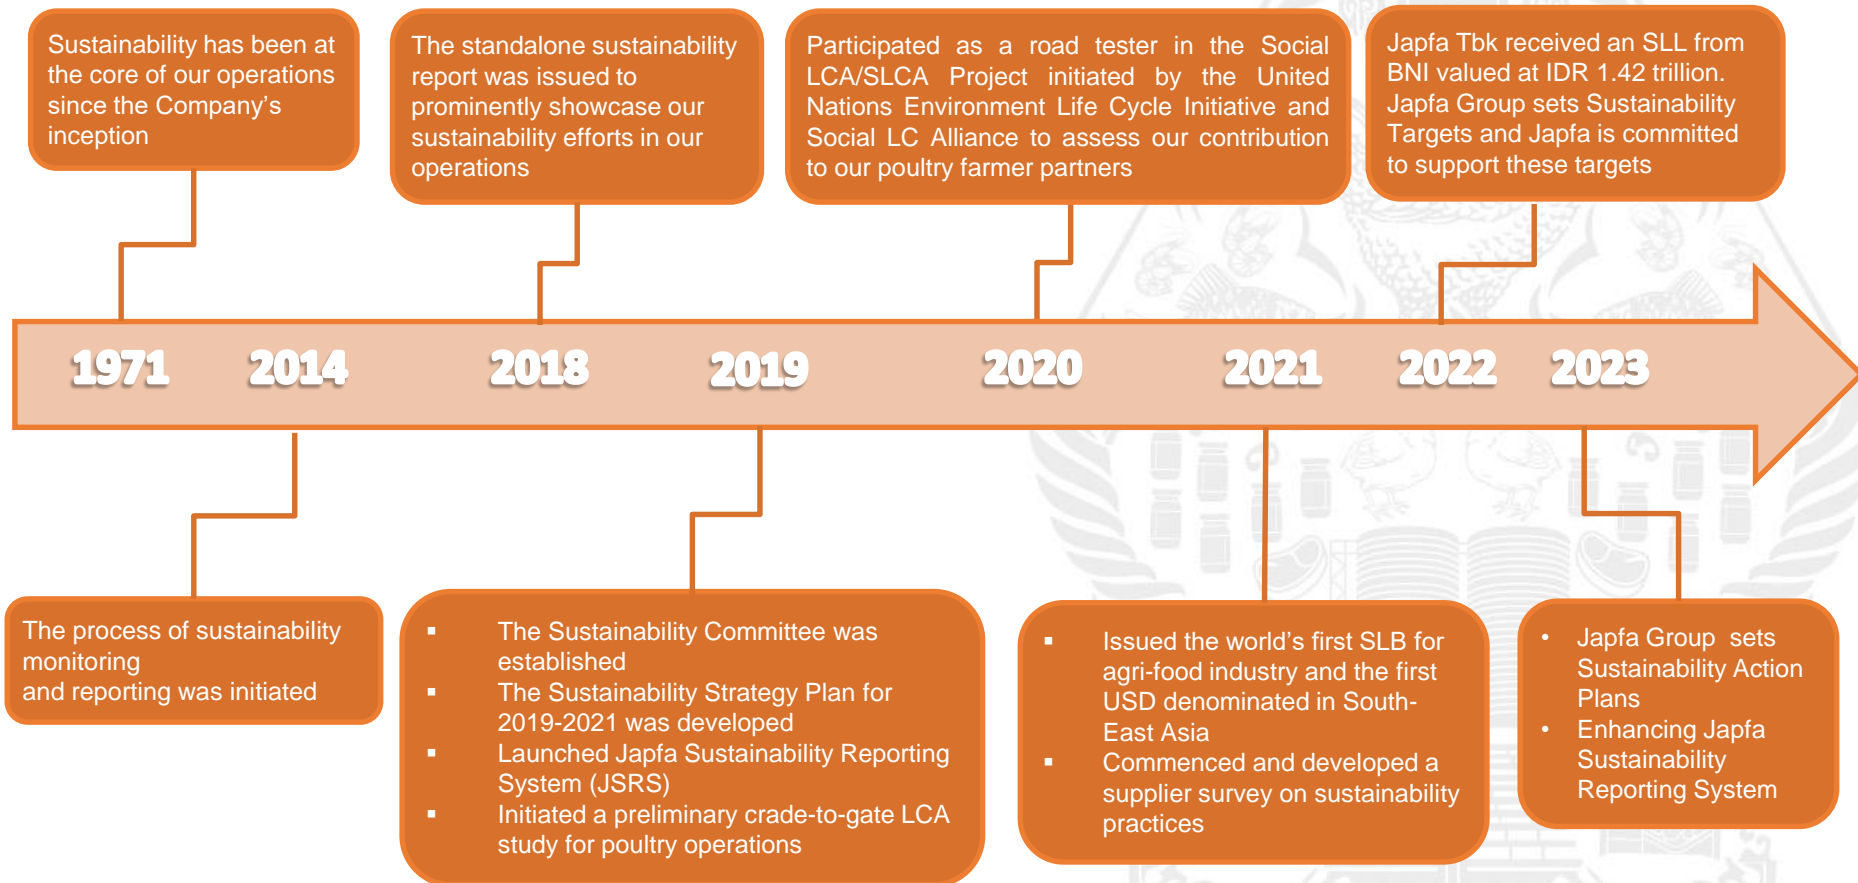 Sustainability has been at
the core of our operations
since the Company's
inception
The standalone sustainability
report was issued to
prominently showcase our
sustainability efforts in our
operations
Participated as a road tester in the Social
LCA/SLCA Project initiated by the United
Nations Environment Life Cycle Initiative and
Social LC Alliance to assess our contribution
to our poultry farmer partners
Japfa Tbk received an SLL from
BNI valued at IDR 1.42 trillion.
Japfa Group sets Sustainability
Targets and Japfa is committed
to support these targets
1971 2014 2018 2019 2020 2021 2022 2023
The process of sustainability
monitoring
and reporting was initiated
▪ The Sustainability Committee was
established
▪ The Sustainability Strategy Plan for
2019-2021 was developed
▪ Launched Japfa Sustainability Reporting
System (JSRS)
▪ Initiated a preliminary crade-to-gate LCA
study for poultry operations
▪ Issued the world's first SLB for
agri-food industry and the first
USD denominated in South-
East Asia
▪ Commenced and developed a
supplier survey on sustainability
practices
• Japfa Group sets
Sustainability Action
Plans
• Enhancing Japfa
Sustainability
Reporting System